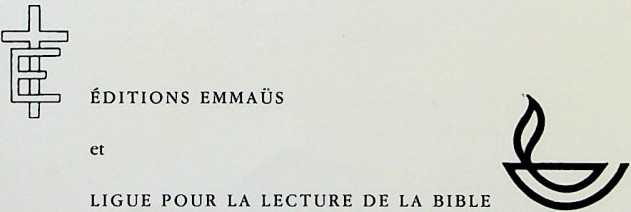 ÉDITIONS EMMAÜS
et
LIGUE POUR LA LECTURE DE LA BIBLE